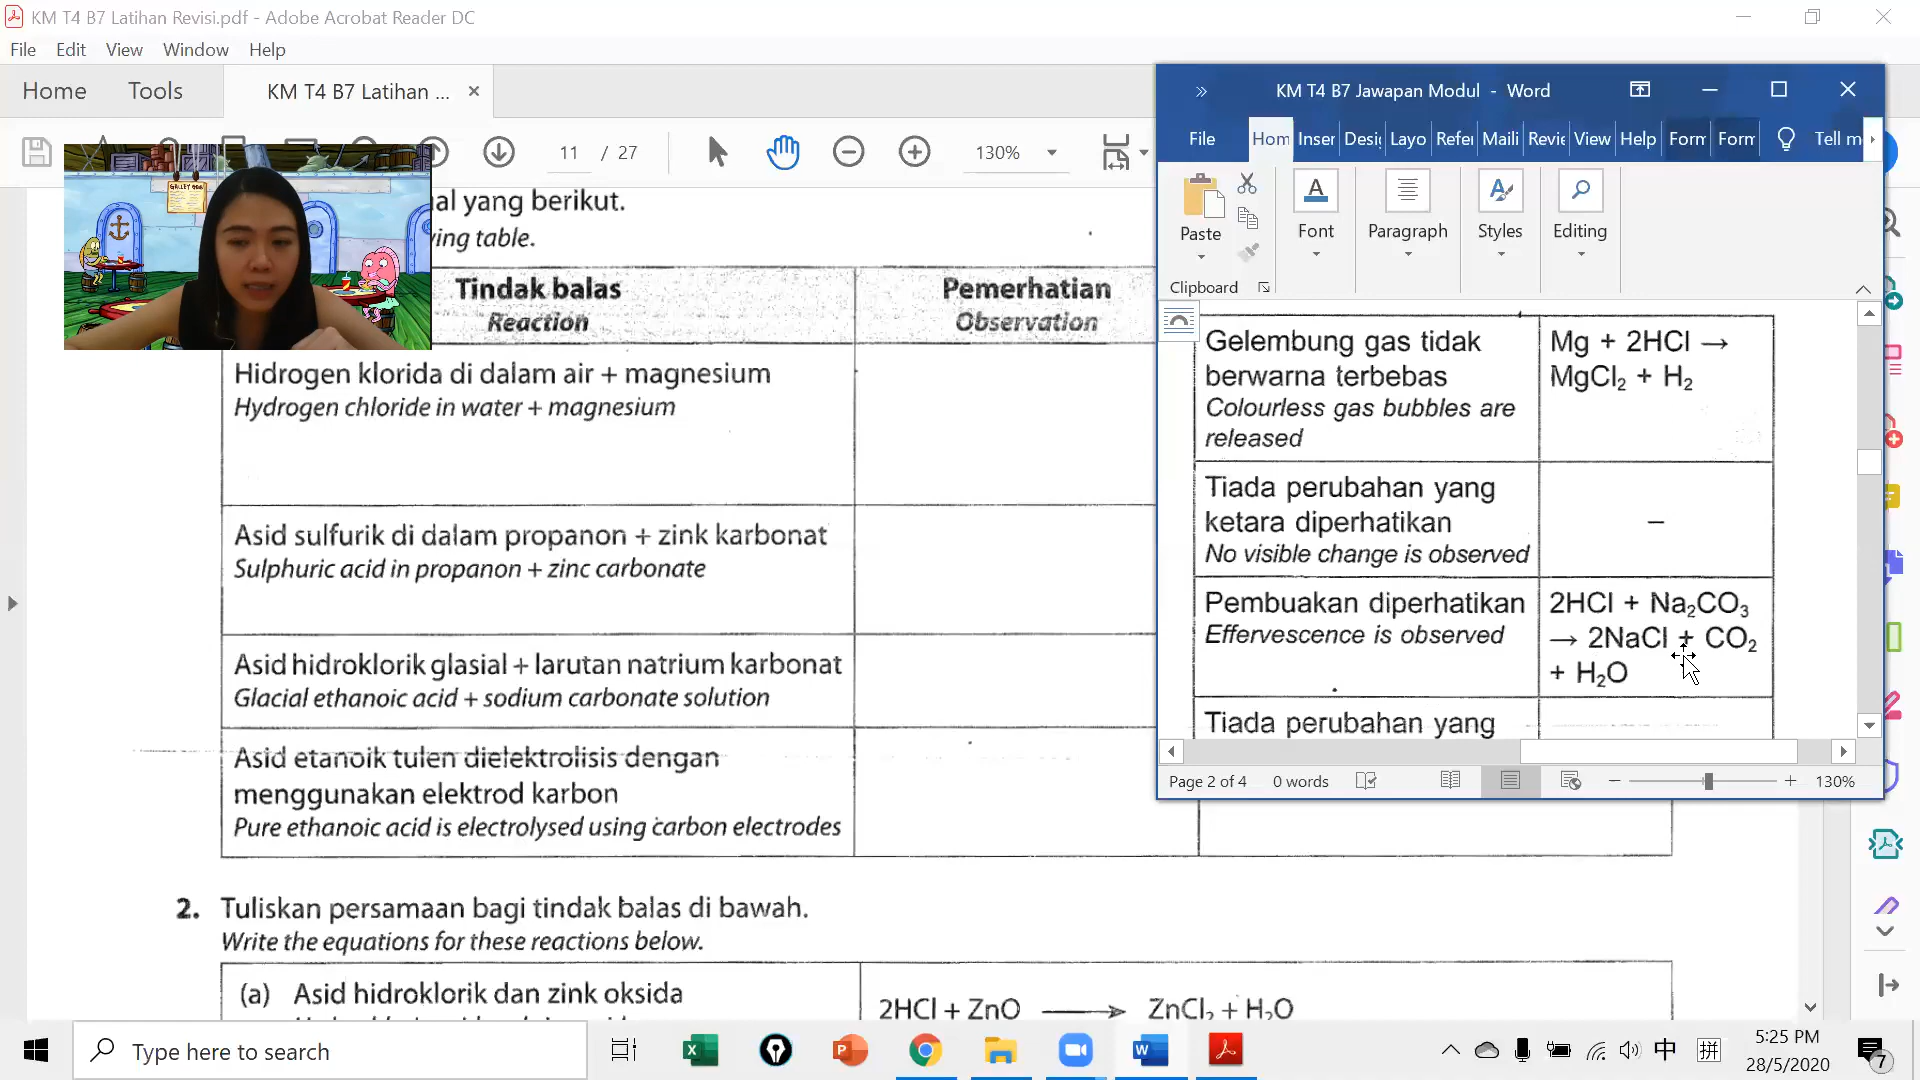 KM T4 B7 Latihan Revisi.pdf - Adobe Acrobat Reader DC
File Edit View Window Help
Home Tools KM T4 B7 Latihan ... ×
11 / 27 130%
al yang berikut.
ing table.
Tindak balas
Reaction
Pemerhatian
Observation
Hidrogen klorida di dalam air + magnesium
Hydrogen chloride in water + magnesium
Asid sulfurik di dalam propanon + zink karbonat
Sulphuric acid in propanon + zinc carbonate
Asid hidroklorik glasial + larutan natrium karbonat
Glacial ethanoic acid + sodium carbonate solution
Asid etanoik tulen dielektrolisis dengan
menggunakan elektrod karbon
Pure ethanoic acid is electrolysed using carbon electrodes
2. Tuliskan persamaan bagi tindak balas di bawah.
Write the equations for these reactions below.
(a) Asid hidroklorik dan zink oksida
2HCl + ZnO → ZnCl₂ + H₂O
KM T4 B7 Jawapan Modul - Word
File Hom Inser Desi Layo Refer Maili Revie View Help Form Form Tell m
Paste Font Paragraph Styles Editing
Clipboard
Gelembung gas tidak
berwarna terbebas
Colourless gas bubbles are
released
Mg + 2HCl →
MgCl₂ + H₂
Tiada perubahan yang
ketara diperhatikan
No visible change is observed
–
Pembuakan diperhatikan
Effervescence is observed
2HCl + Na₂CO₃
→ 2NaCl + CO₂
+ H₂O
Tiada perubahan yang
Page 2 of 4 0 words 130%
Type here to search
中 拼
5:25 PM
28/5/2020
7